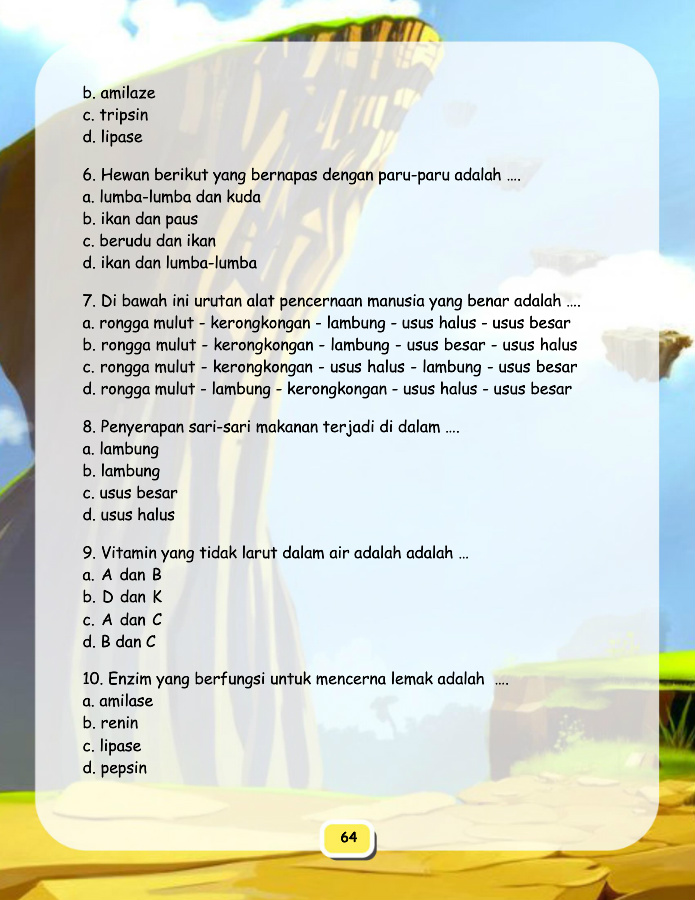 b. amilaze
c. tripsin
d. lipase
6. Hewan berikut yang bernapas dengan paru-paru adalah ....
a. lumba-lumba dan kuda
b. ikan dan paus
c. berudu dan ikan
d. ikan dan lumba-lumba
7. Di bawah ini urutan alat pencernaan manusia yang benar adalah ....
a. rongga mulut - kerongkongan - lambung - usus halus - usus besar
b. rongga mulut - kerongkongan - lambung - usus besar - usus halus
c. rongga mulut - kerongkongan - usus halus - lambung - usus besar
d. rongga mulut - lambung - kerongkongan - usus halus - usus besar
8. Penyerapan sari-sari makanan terjadi di dalam ....
a. lambung
b. lambung
c. usus besar
d. usus halus
9. Vitamin yang tidak larut dalam air adalah adalah ...
a. A dan B
b. D dan K
c. A dan C
d. B dan C
10. Enzim yang berfungsi untuk mencerna lemak adalah ....
a. amilase
b. renin
c. lipase
d. pepsin
64